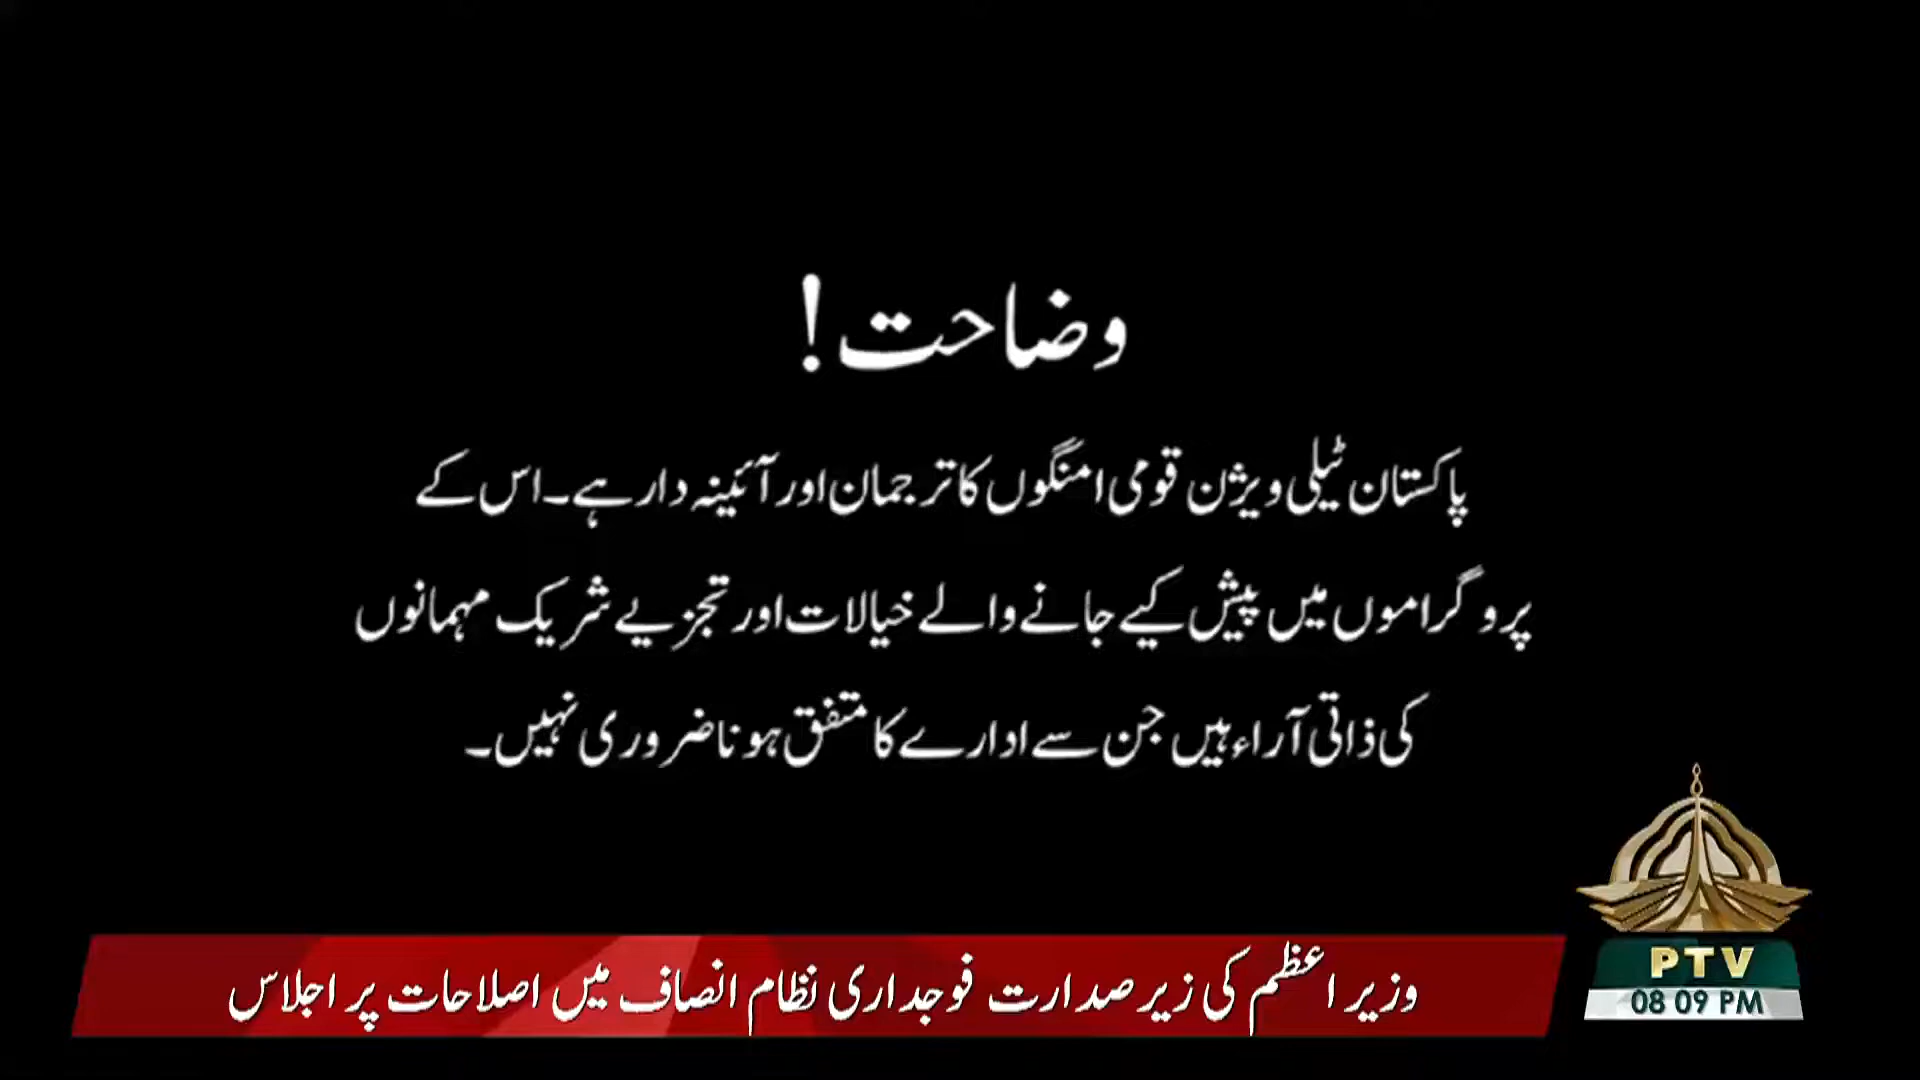 وضاحت!
پاکستان ٹیلی ویژن قومی امنگوں کا ترجمان اور آئینہ دار ہے۔ اس کے
پروگراموں میں پیش کیے جانے والے خیالات اور تجزیے شریک مہمانوں
کی ذاتی آراء ہیں جن سے ادارے کا متفق ہونا ضروری نہیں۔
PTV
08 09 PM
وزیر اعظم کی زیر صدارت فوجداری نظام انصاف میں اصلاحات پر اجلاس